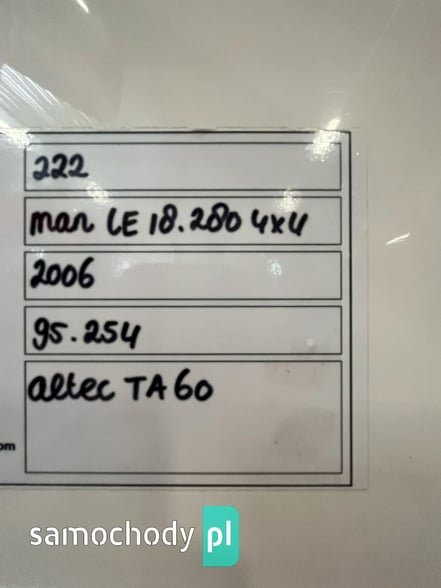 222
man LE 18.280 4x4
2006
95.254
altec TA60
om
samochody pl